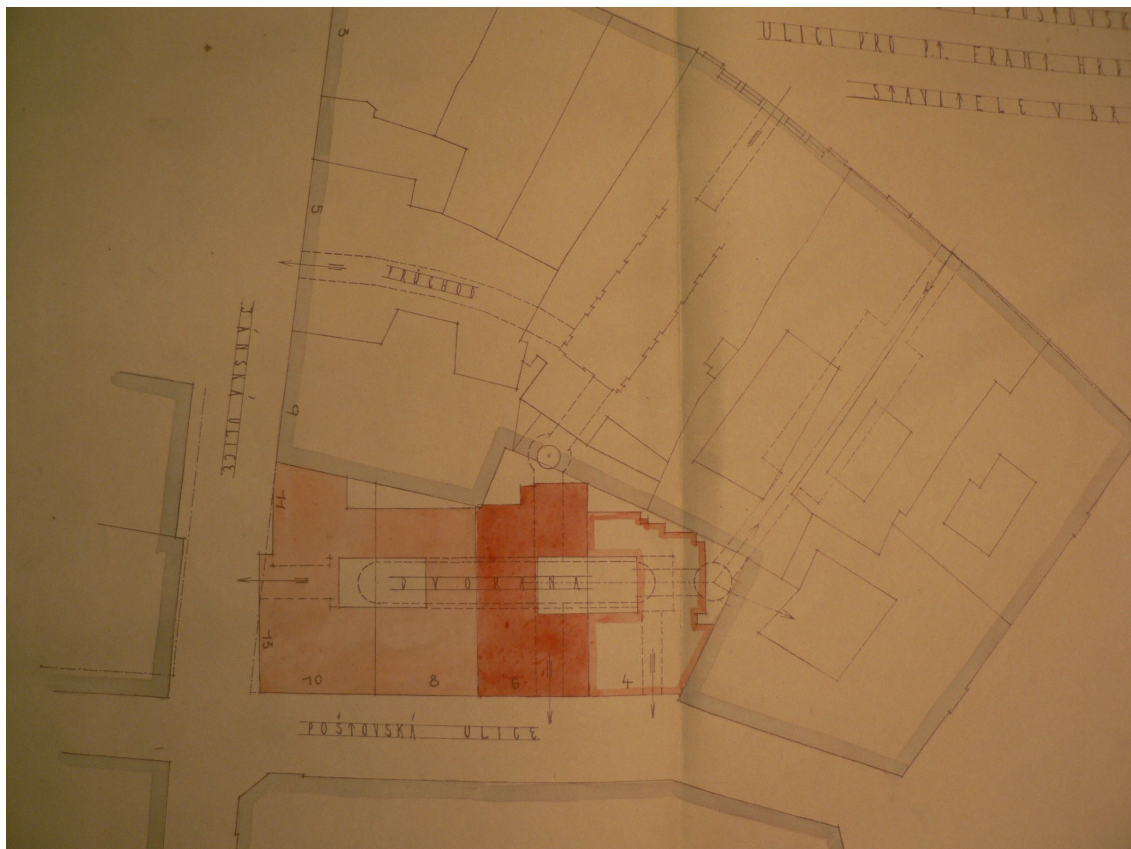 POŠTOVSK
ULICI PRO P.T. FRANT.
STAVITELE V BR
3
5
PRŮCHOD
JÁNSKÁ ULICE
9
11
DVORANA
13
10 8 6 4
POŠTOVSKÁ ULICE